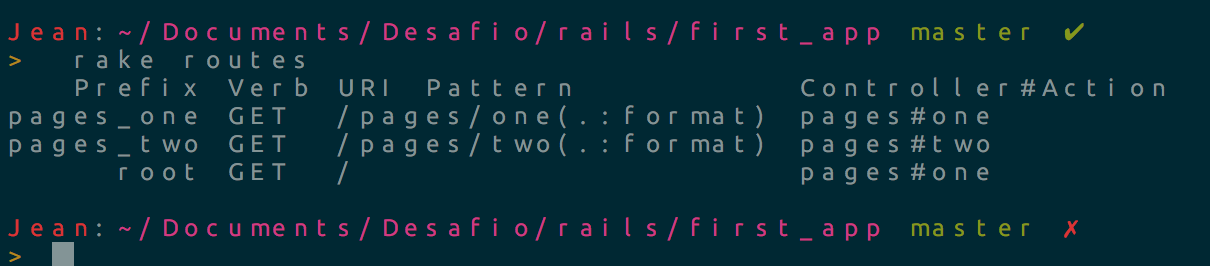 Jean: ~/Documents/Desafio/rails/first_app master ✔
> rake routes
Prefix Verb URI Pattern Controller#Action
pages_one GET /pages/one(.:format) pages#one
pages_two GET /pages/two(.:format) pages#two
root GET / pages#one
Jean: ~/Documents/Desafio/rails/first_app master ✗
>